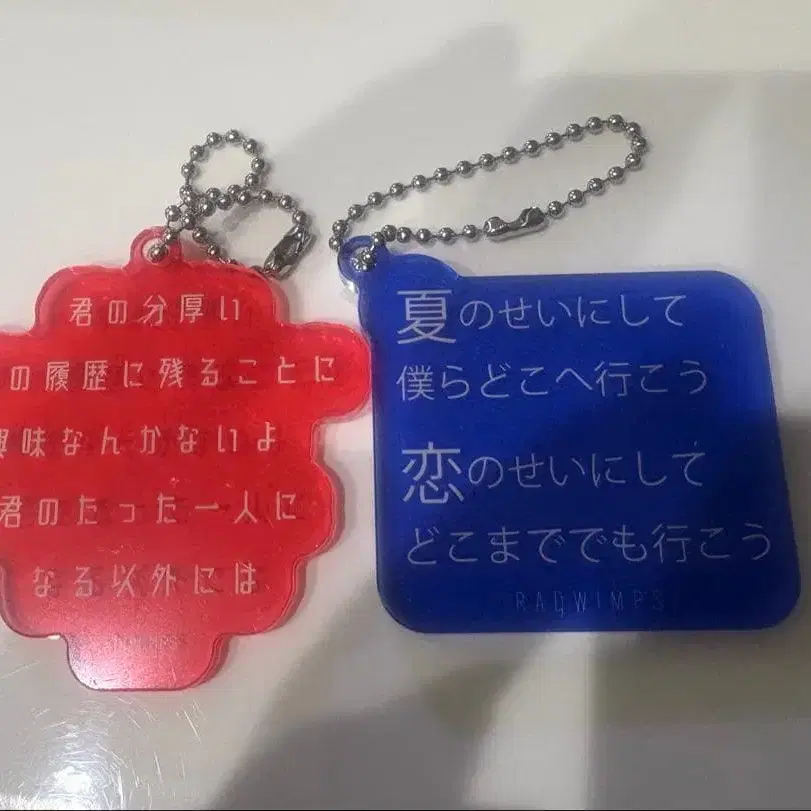 君の分厚い
の履歴に残ることに
興味なんかないよ
君のたった一人に
なる以外には
夏のせいにして
僕らどこへ行こう
恋のせいにして
どこまででも行こう
RADWIMPS